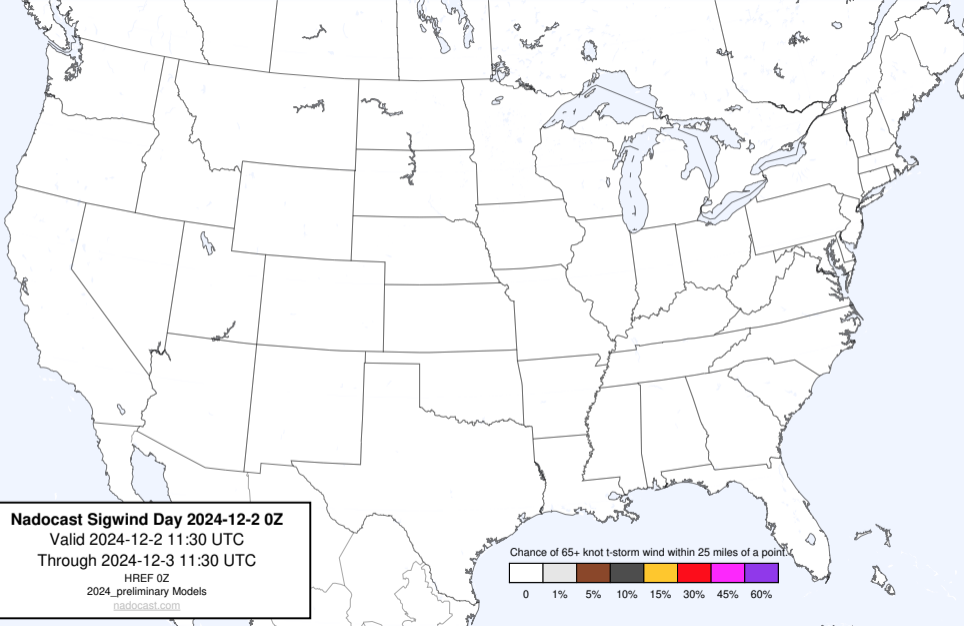 Nadocast Sigwind Day 2024-12-2 0Z
Valid 2024-12-2 11:30 UTC
Through 2024-12-3 11:30 UTC
HREF 0Z
2024_preliminary Models
nadocast.com
Chance of 65+ knot t-storm wind within 25 miles of a point.
0 1% 5% 10% 15% 30% 45% 60%